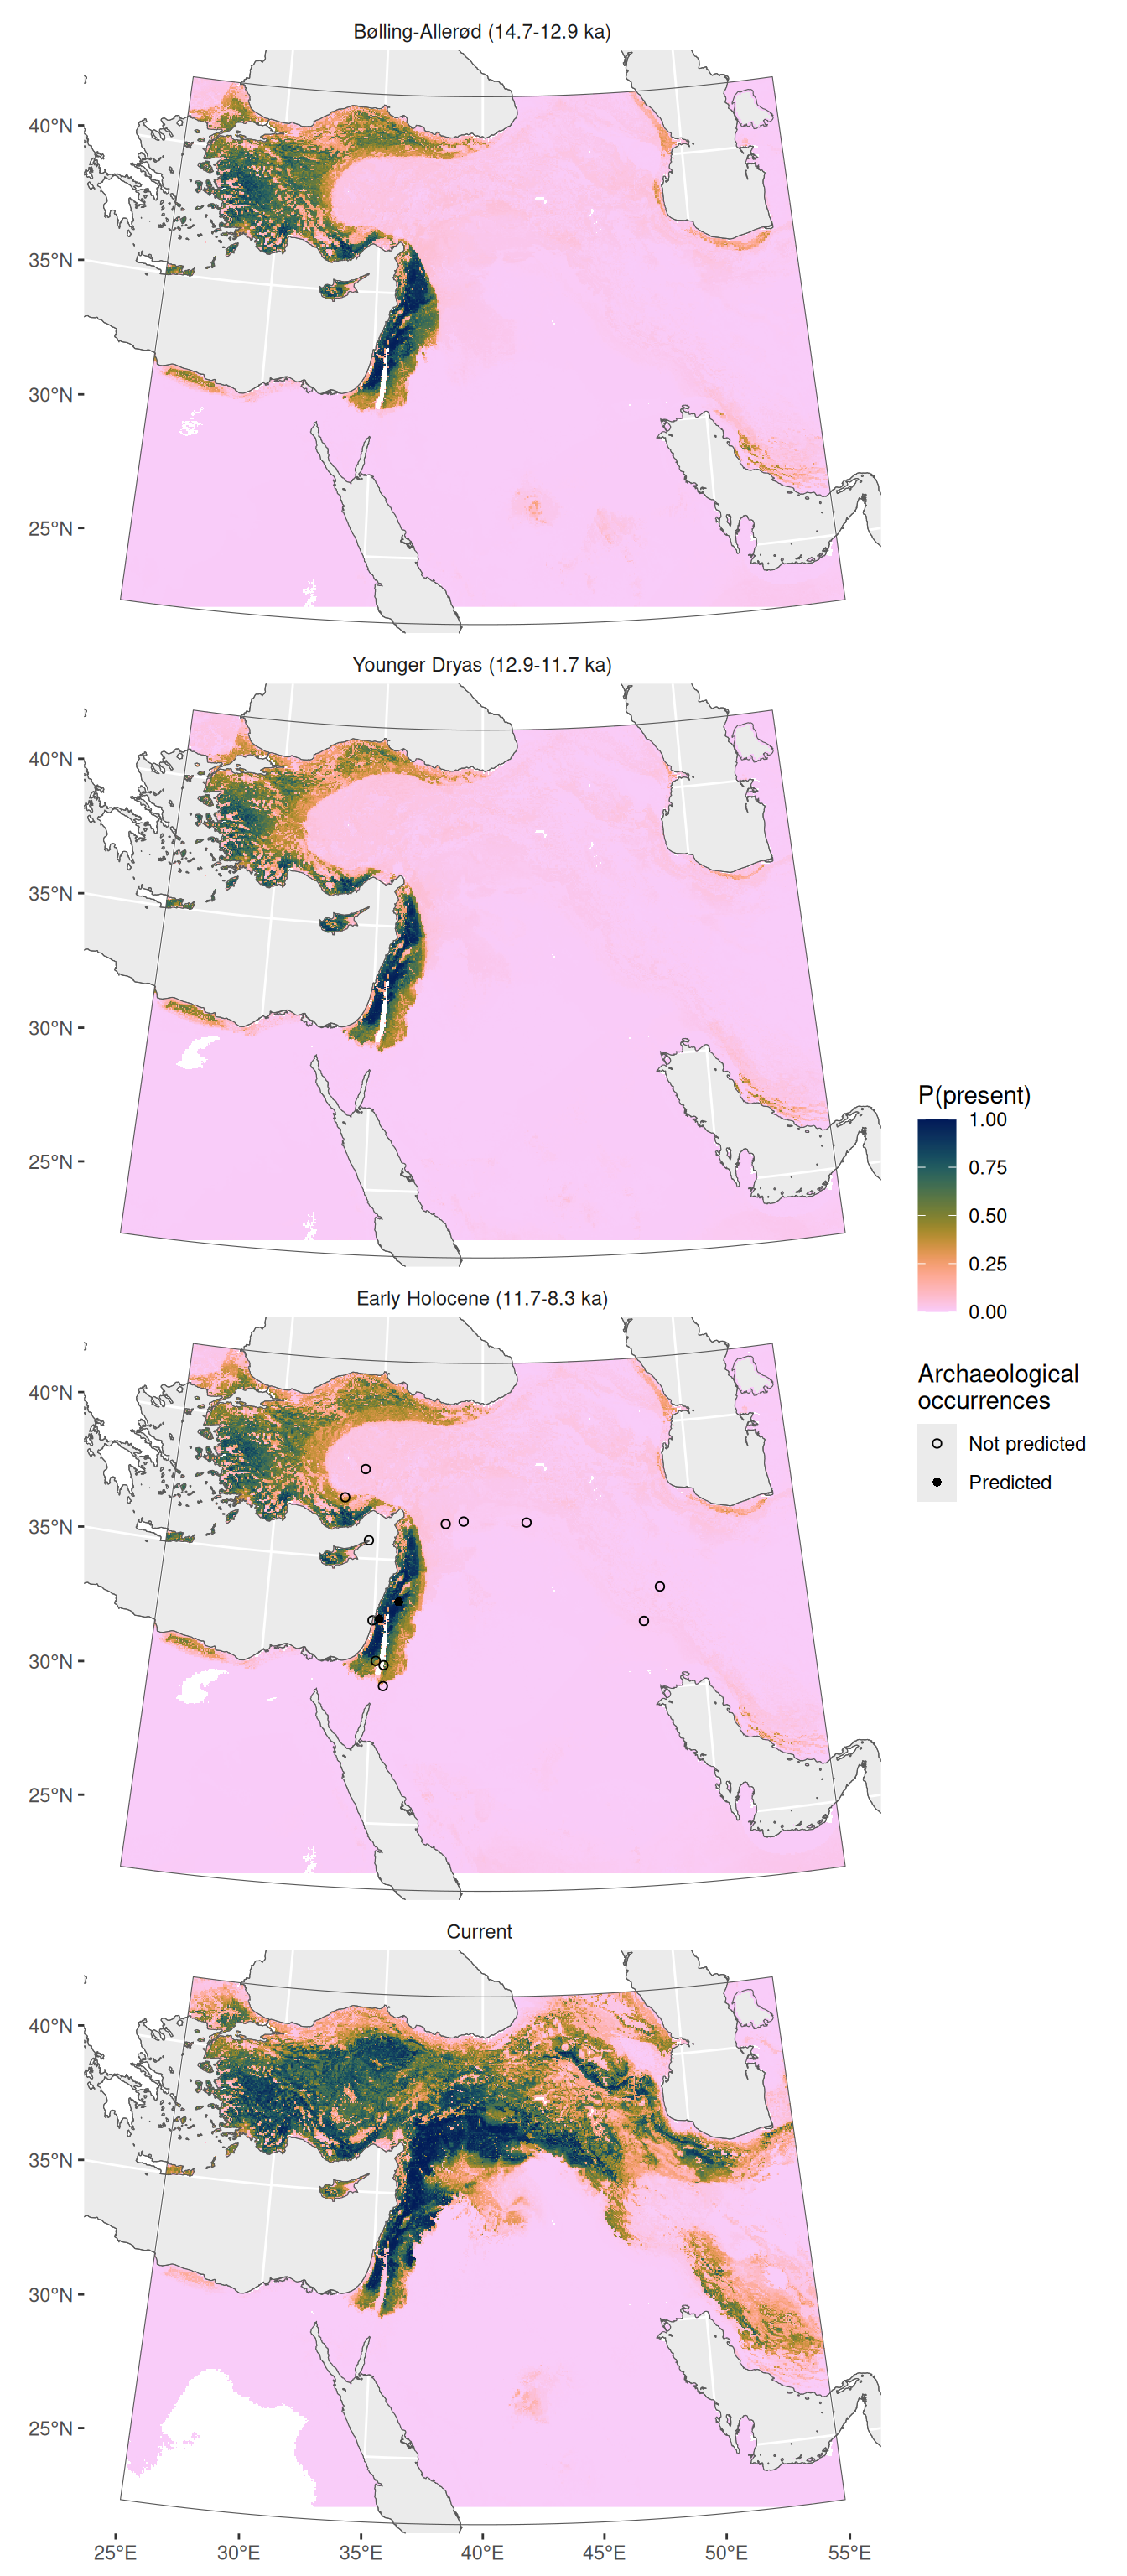 Bølling-Allerød (14.7-12.9 ka)
40°N
35°N
30°N
25°N
Younger Dryas (12.9-11.7 ka)
40°N
35°N
30°N
25°N
P(present)
1.00
0.75
0.50
0.25
0.00
Early Holocene (11.7-8.3 ka)
40°N
35°N
30°N
25°N
Archaeological
occurrences
Not predicted
Predicted
Current
40°N
35°N
30°N
25°N
25°E 30°E 35°E 40°E 45°E 50°E 55°E